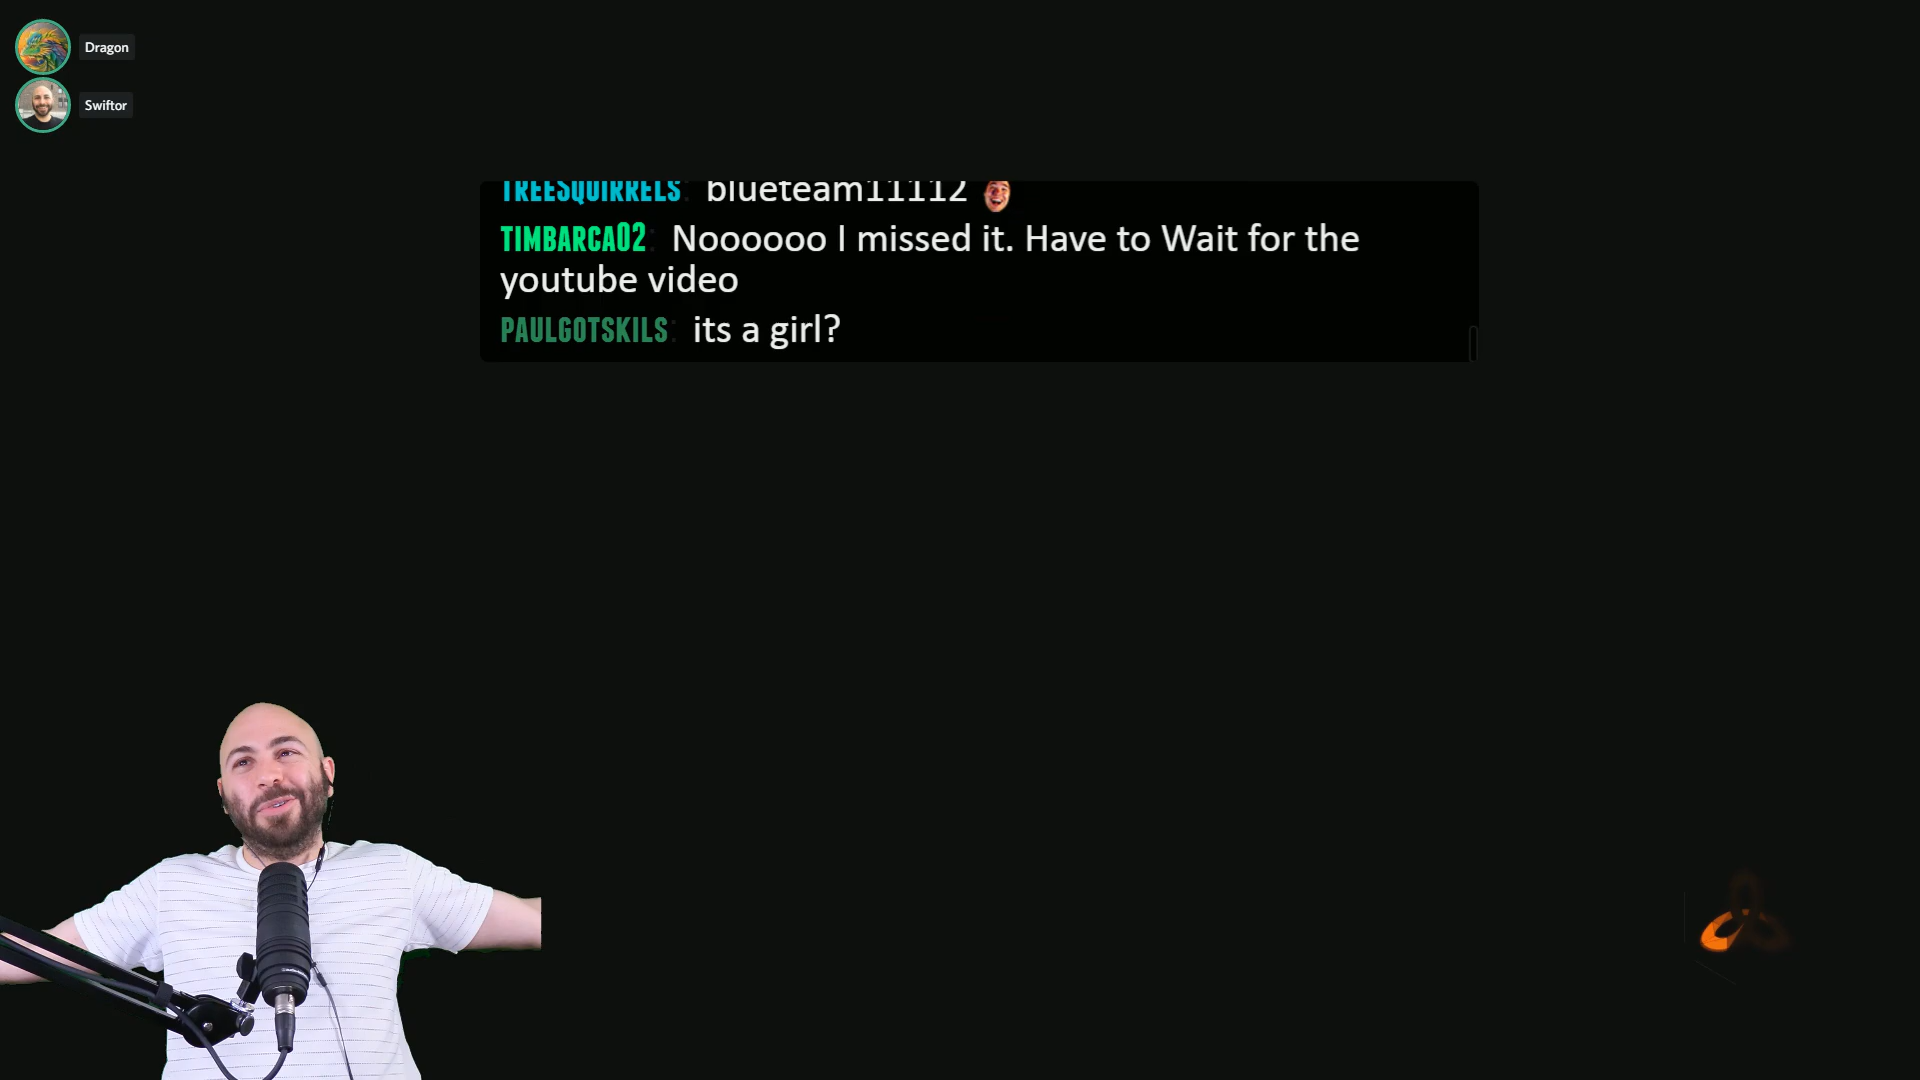 Dragon
Swiftor
TREESQUIRRELS: blueteam11112
TIMBARCA02: Noooooo I missed it. Have to Wait for the
youtube video
PAULGOTSKILS: its a girl?